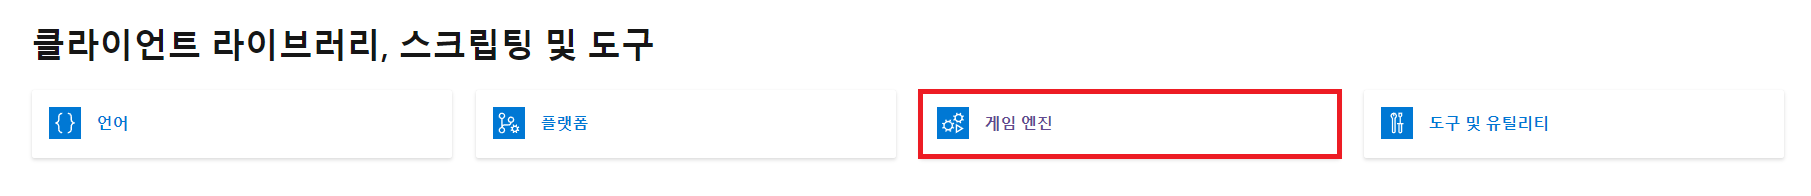 클라이언트 라이브러리, 스크립팅 및 도구
언어
플랫폼
게임 엔진
도구 및 유틸리티